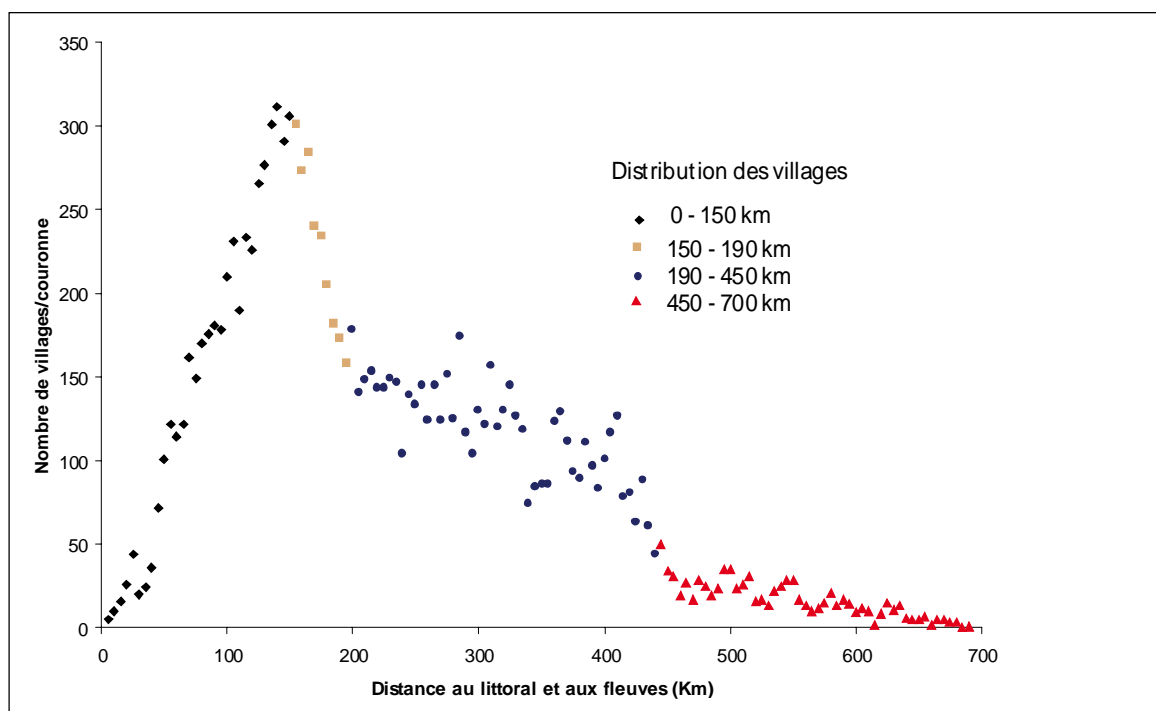 350
300
250
200
150
100
50
0
Nombre de villages/couronne
Distribution des villages
0 - 150 km
150 - 190 km
190 - 450 km
450 - 700 km
0 100 200 300 400 500 600 700
Distance au littoral et aux fleuves (Km)